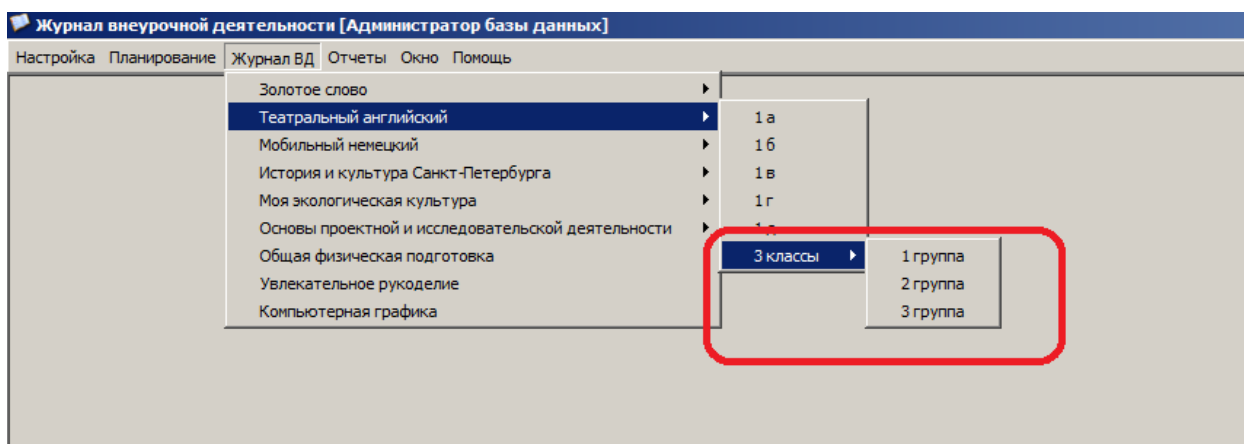 Журнал внеурочной деятельности [Администратор базы данных]
Настройка Планирование Журнал ВД Отчеты Окно Помощь
Золотое слово
Театральный английский
Мобильный немецкий
История и культура Санкт-Петербурга
Моя экологическая культура
Основы проектной и исследовательской деятельности
Общая физическая подготовка
Увлекательное рукоделие
Компьютерная графика
1 а
1 б
1 в
1 г
1 д
3 классы
1 группа
2 группа
3 группа